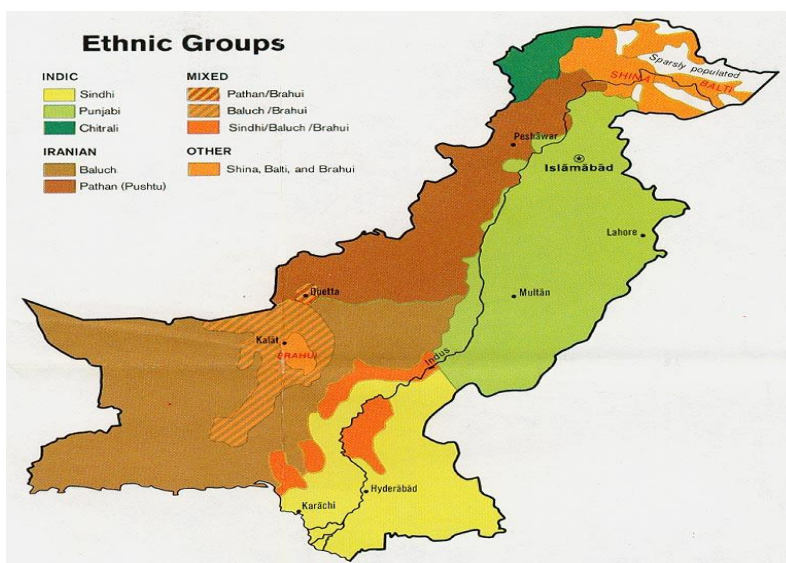 Ethnic Groups
INDIC
Sindhi
Punjabi
Chitrali
IRANIAN
Baluch
Pathan (Pushtu)
MIXED
Pathan/Brahui
Baluch/Brahui
Sindhi/Baluch/Brahui
OTHER
Shina, Balti, and Brahui
Sparsly populated
SHINA
BALTI
Peshāwar
Islāmābād
Lahore
Quetta
Multān
Kalāt
BRAHUI
Indus
Hyderābād
Karāchi